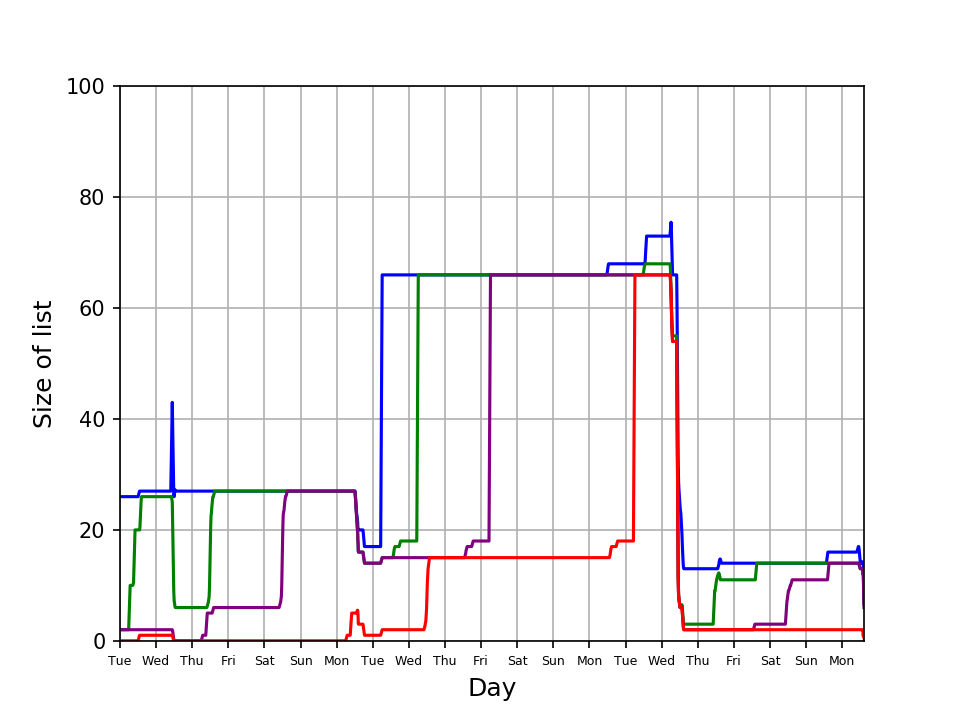 100
80
60
40
20
0
Size of list
Tue Wed Thu Fri Sat Sun Mon Tue Wed Thu Fri Sat Sun Mon Tue Wed Thu Fri Sat Sun Mon
Day